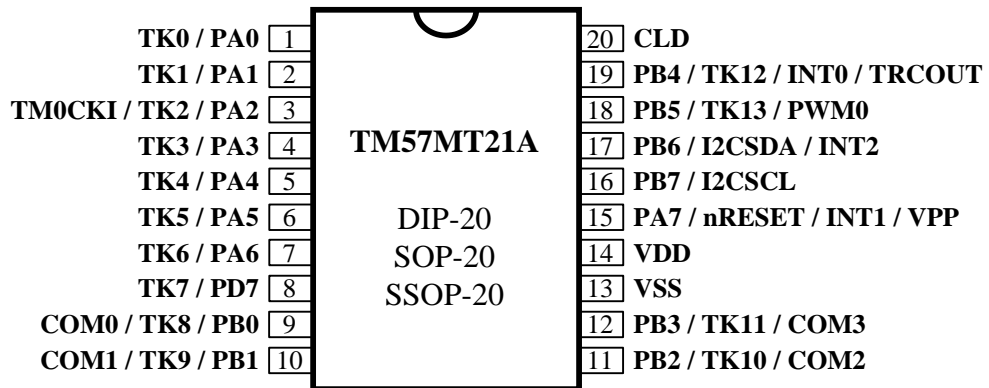 TK0 / PA0 1
TK1 / PA1 2
TM0CKI / TK2 / PA2 3
TK3 / PA3 4
TK4 / PA4 5
TK5 / PA5 6
TK6 / PA6 7
TK7 / PD7 8
COM0 / TK8 / PB0 9
COM1 / TK9 / PB1 10
TM57MT21A
DIP-20
SOP-20
SSOP-20
20 CLD
19 PB4 / TK12 / INT0 / TRCOUT
18 PB5 / TK13 / PWM0
17 PB6 / I2CSDA / INT2
16 PB7 / I2CSCL
15 PA7 / nRESET / INT1 / VPP
14 VDD
13 VSS
12 PB3 / TK11 / COM3
11 PB2 / TK10 / COM2